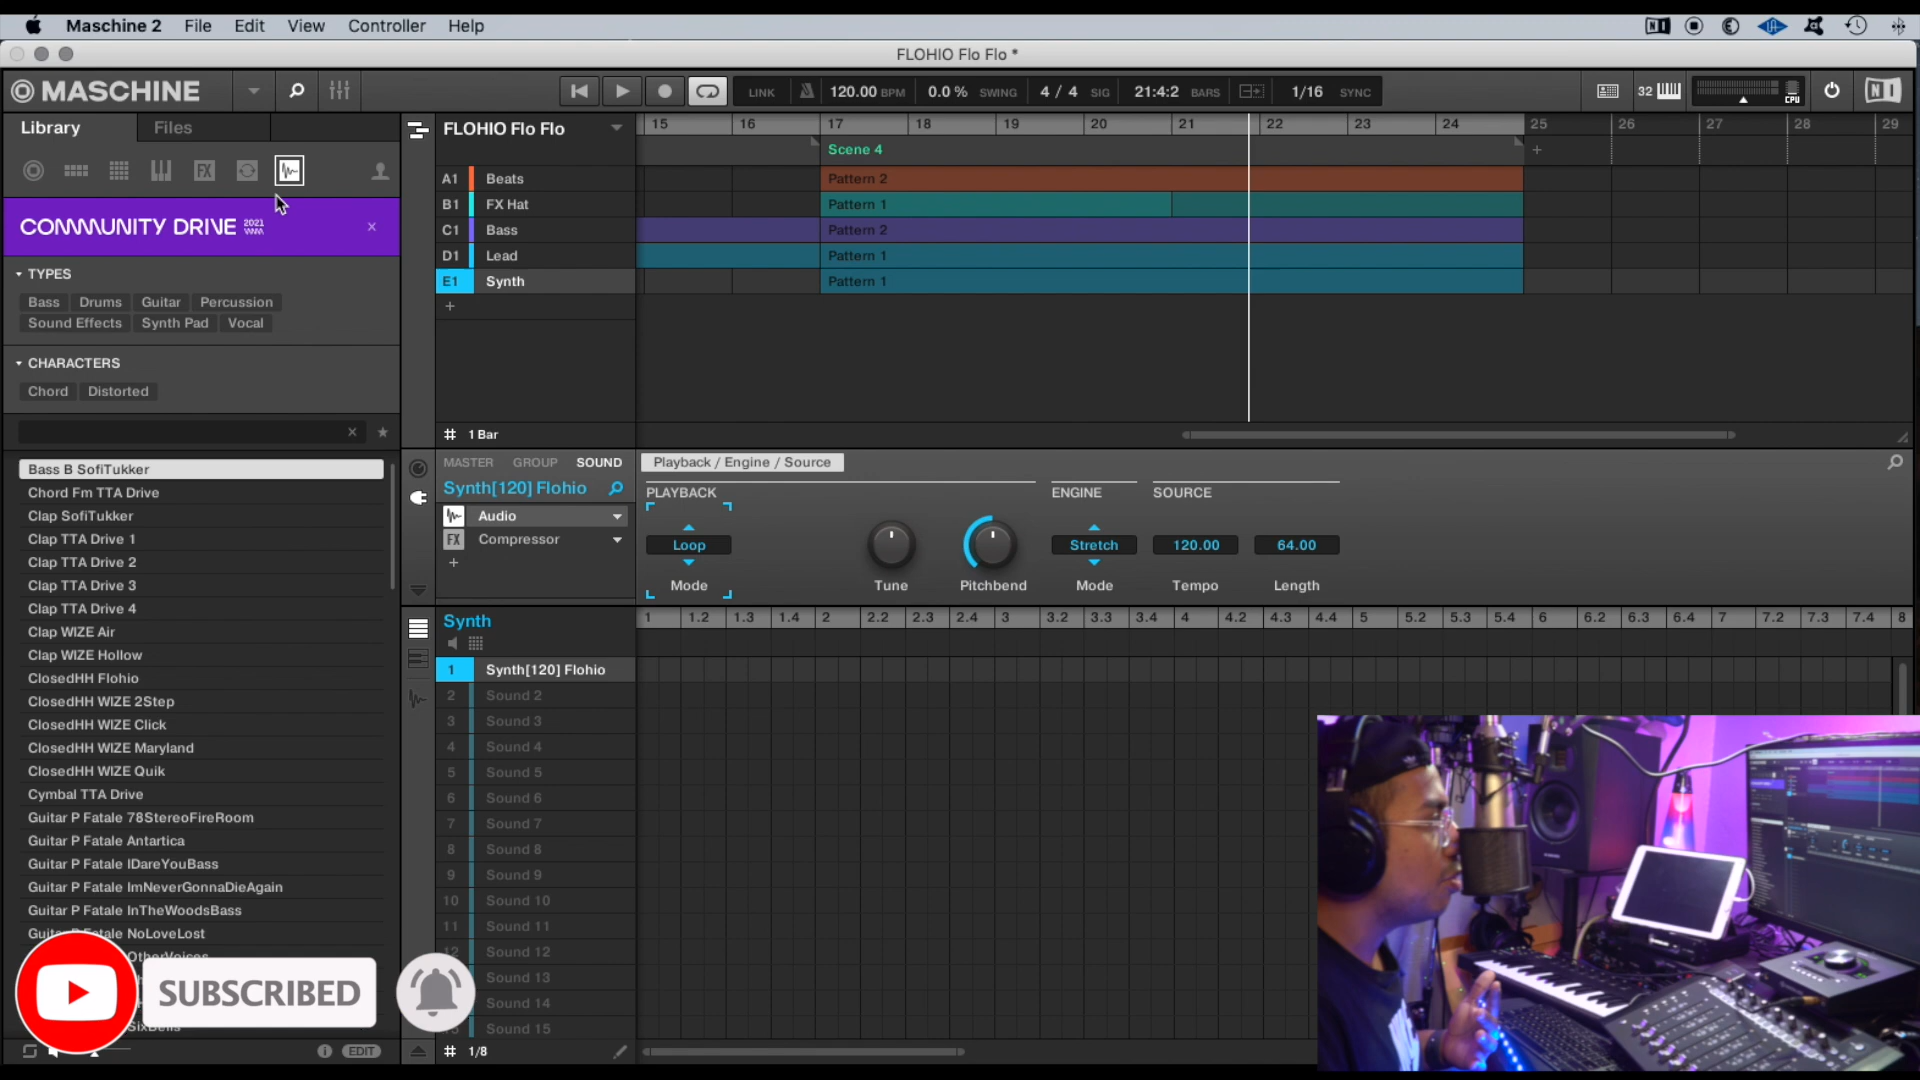 Maschine 2 File Edit View Controller Help
FLOHIO Flo Flo *
MASCHINE LINK 120.00 BPM 0.0 % SWING 4 / 4 SIG 21:4:2 BARS 1/16 SYNC 32 CPU
Library Files
FLOHIO Flo Flo
15 16 17 18 19 20 21 22 23 24 25 26 27 28 29
Scene 4 +
FX
A1 Beats Pattern 2
B1 FX Hat Pattern 1
C1 Bass Pattern 2
D1 Lead Pattern 1
E1 Synth Pattern 1
+
1 Bar
COMMUNITY DRIVE 2021
TYPES
Bass Drums Guitar Percussion
Sound Effects Synth Pad Vocal
CHARACTERS
Chord Distorted
Bass B SofiTukker
Chord Fm TTA Drive
Clap SofiTukker
Clap TTA Drive 1
Clap TTA Drive 2
Clap TTA Drive 3
Clap TTA Drive 4
Clap WIZE Air
Clap WIZE Hollow
ClosedHH Flohio
ClosedHH WIZE 2Step
ClosedHH WIZE Click
ClosedHH WIZE Maryland
ClosedHH WIZE Quik
Cymbal TTA Drive
Guitar P Fatale 78StereoFireRoom
Guitar P Fatale Antartica
Guitar P Fatale IDareYouBass
Guitar P Fatale ImNeverGonnaDieAgain
Guitar P Fatale InTheWoodsBass
Guitar P Fatale NoLoveLost
OtherVoices
SixBells
SUBSCRIBED
EDIT
MASTER GROUP SOUND
Synth[120] Flohio
Audio
FX Compressor
+
Playback / Engine / Source
PLAYBACK ENGINE SOURCE
Loop Stretch 120.00 64.00
Mode Tune Pitchbend Mode Tempo Length
Synth
1 1.2 1.3 1.4 2 2.2 2.3 2.4 3 3.2 3.3 3.4 4 4.2 4.3 4.4 5 5.2 5.3 5.4 6 6.2 6.3 6.4 7 7.2 7.3 7.4 8
1 Synth[120] Flohio
2 Sound 2
3 Sound 3
4 Sound 4
5 Sound 5
6 Sound 6
7 Sound 7
8 Sound 8
9 Sound 9
10 Sound 10
11 Sound 11
12 Sound 12
Sound 13
Sound 14
15 Sound 15
1/8